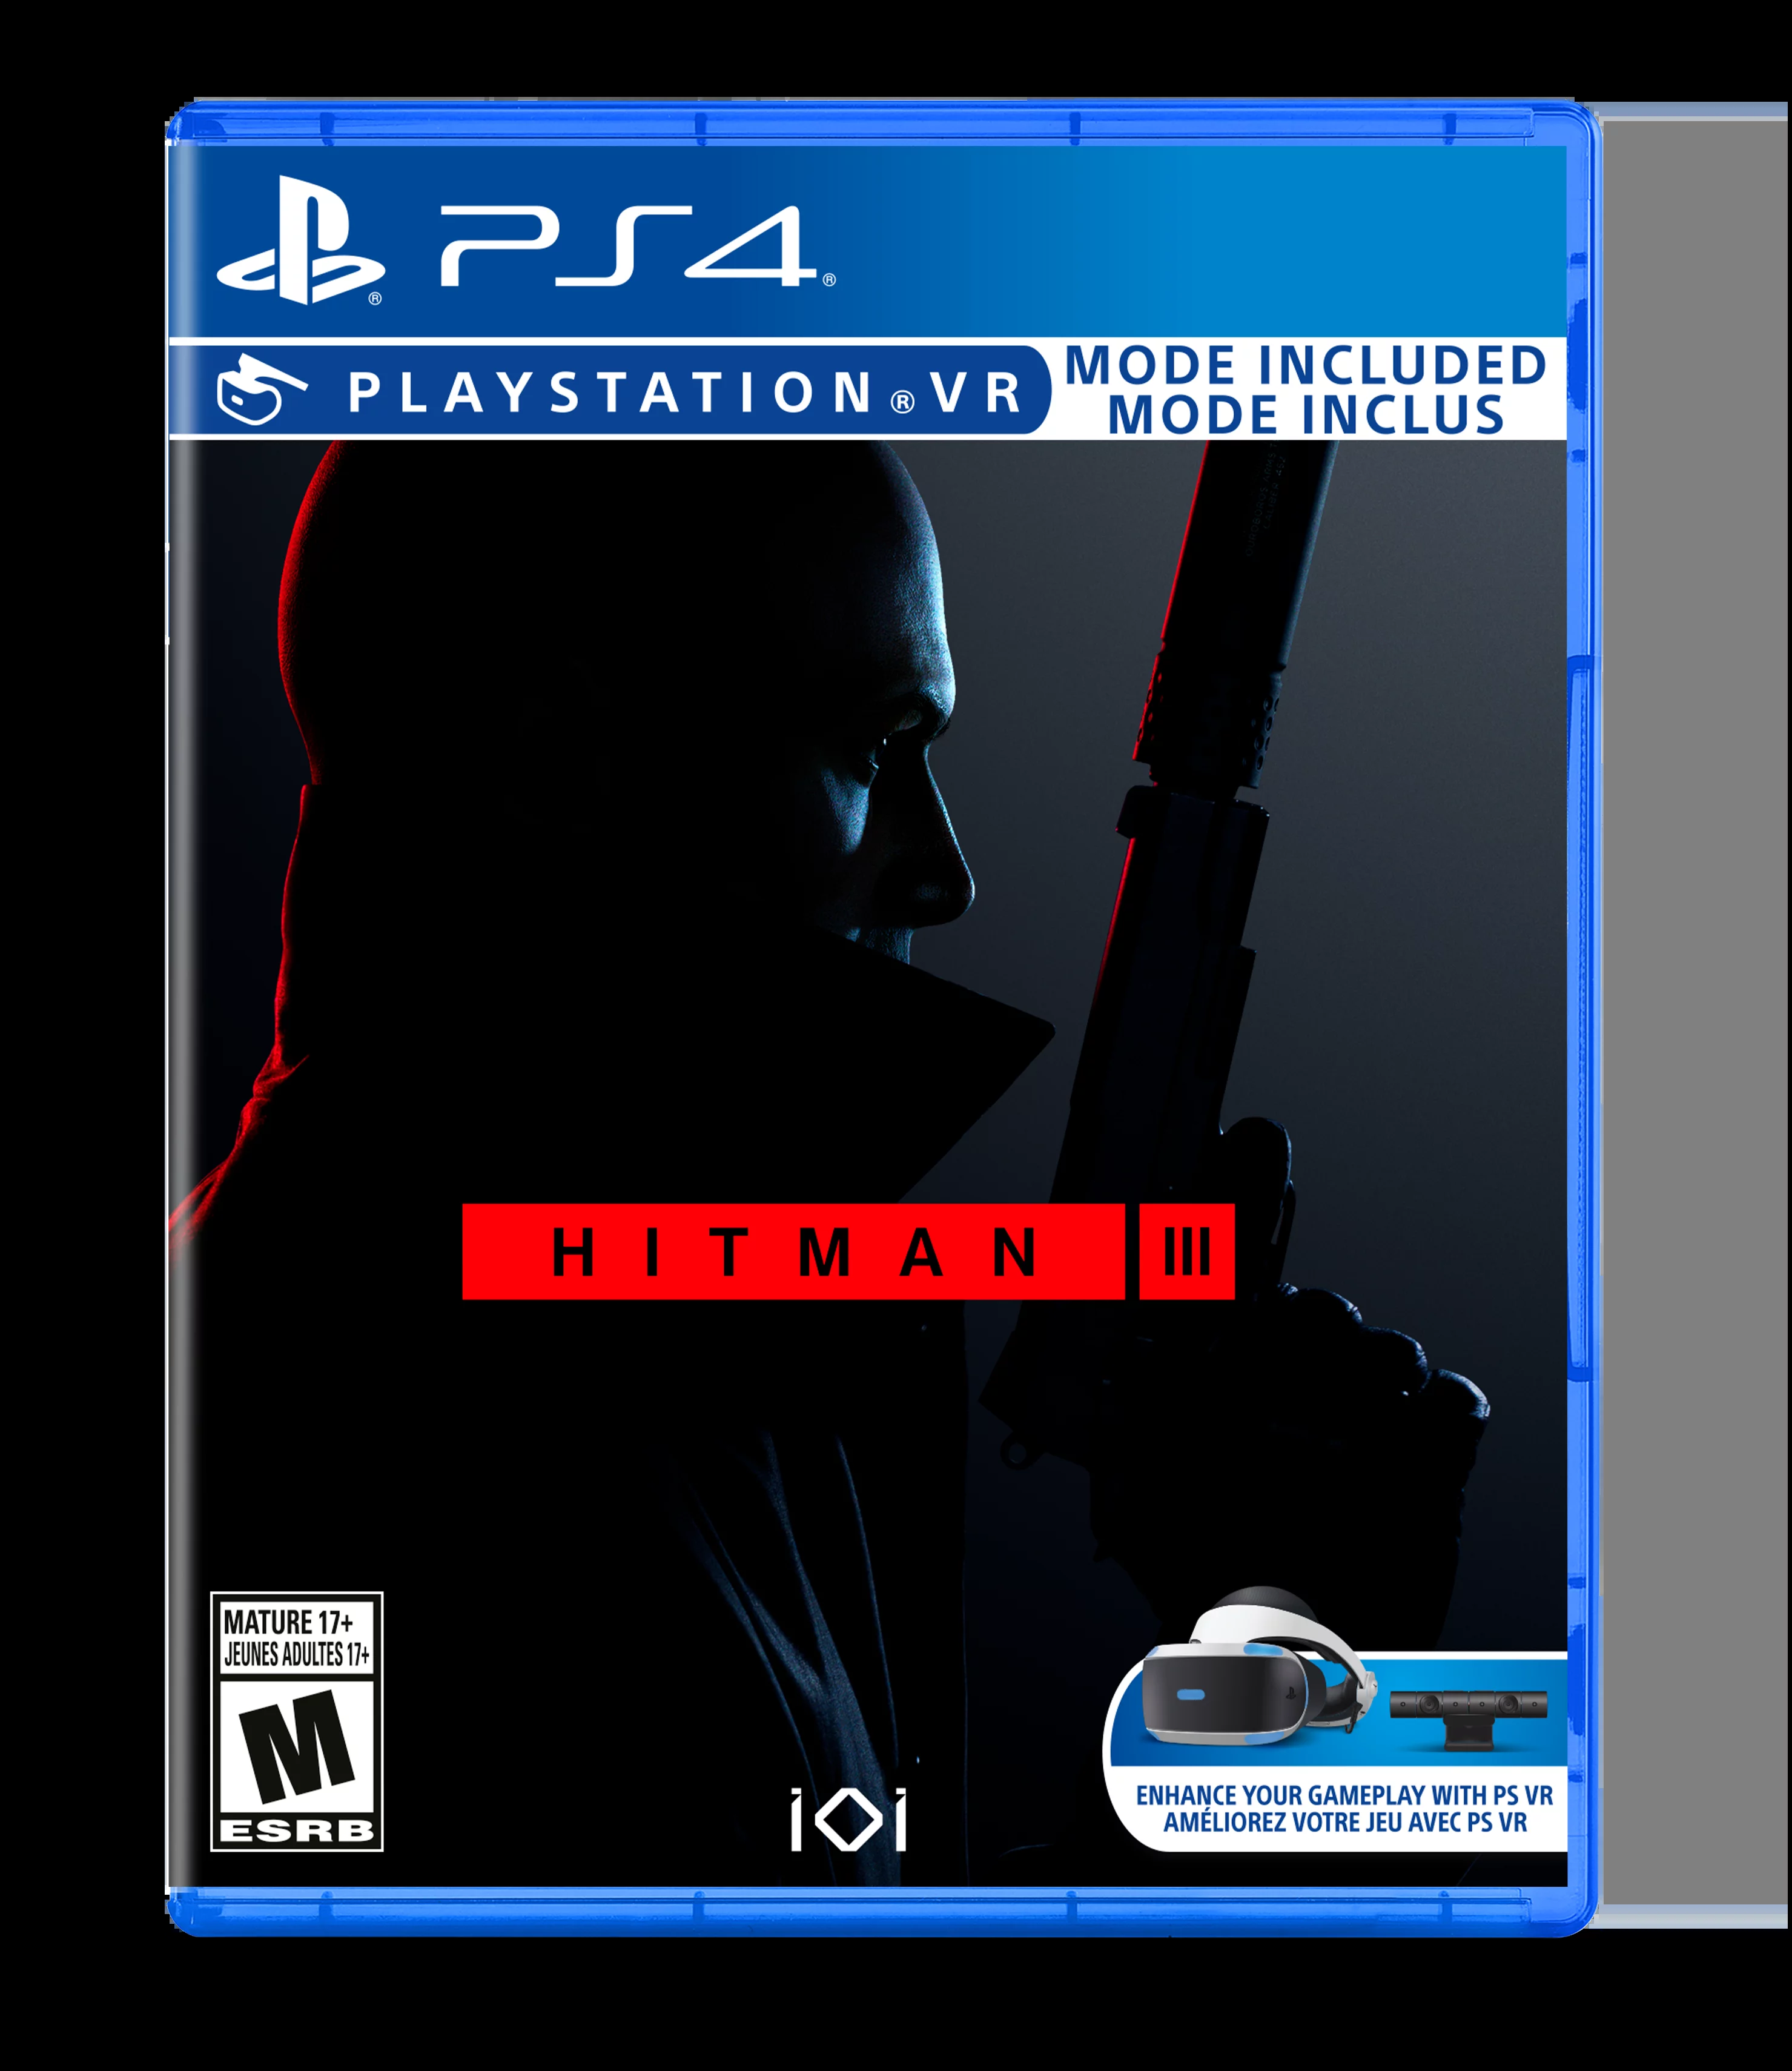 PS4®
PLAYSTATION®VR
MODE INCLUDED
MODE INCLUS
HITMAN III
MATURE 17+
JEUNES ADULTES 17+
M
ESRB
ioi
ENHANCE YOUR GAMEPLAY WITH PS VR
AMÉLIOREZ VOTRE JEU AVEC PS VR